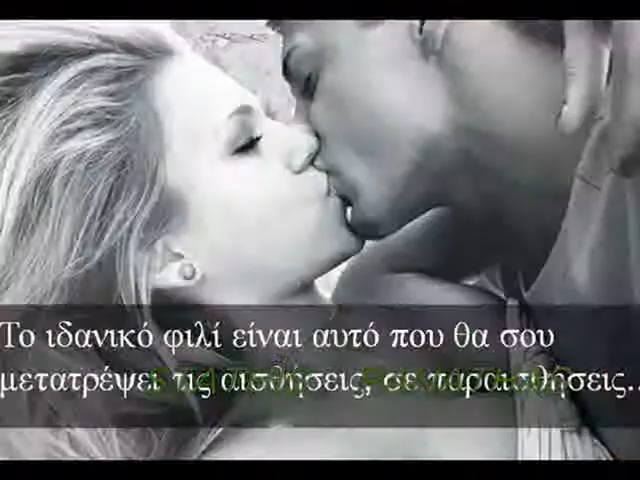 Το ιδανικό φιλί είναι αυτό που θα σου
μετατρέψει τις αισθήσεις, σε παραισθήσεις..